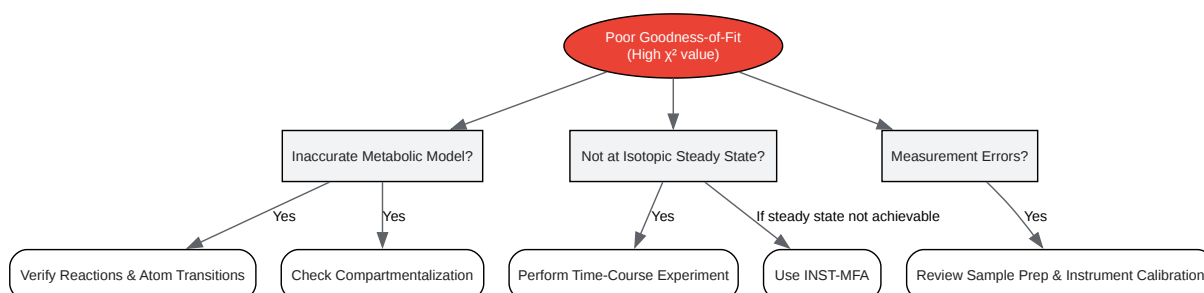 Poor Goodness-of-Fit
(High χ² value)
Inaccurate Metabolic Model?
Not at Isotopic Steady State?
Measurement Errors?
Yes
Yes
Yes
If steady state not achievable
Yes
Verify Reactions & Atom Transitions
Check Compartmentalization
Perform Time-Course Experiment
Use INST-MFA
Review Sample Prep & Instrument Calibration